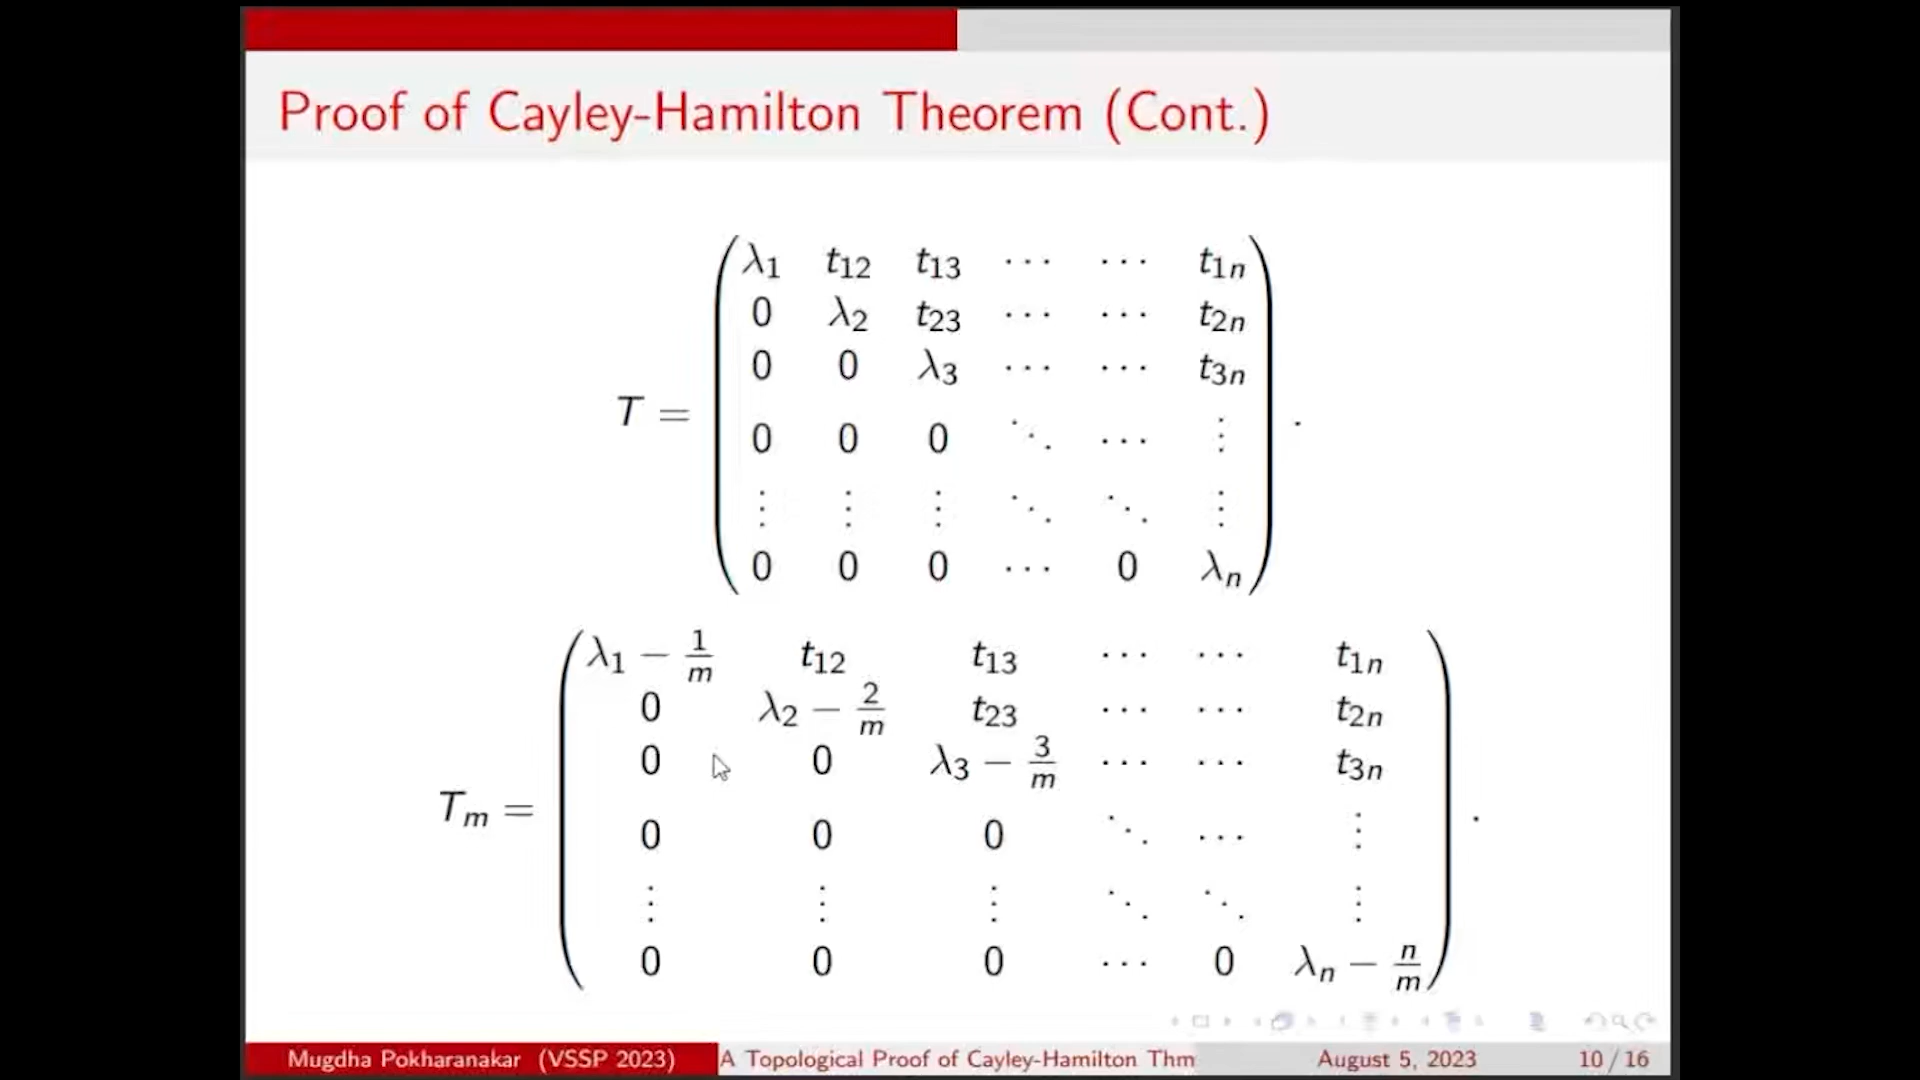 Proof of Cayley-Hamilton Theorem (Cont.)
λ₁ t₁₂ t₁₃ ⋯ ⋯ t₁ₙ
0 λ₂ t₂₃ ⋯ ⋯ t₂ₙ
0 0 λ₃ ⋯ ⋯ t₃ₙ
T = 0 0 0 ⋱ ⋯ ⋮ .
⋮ ⋮ ⋮ ⋱ ⋱ ⋮
0 0 0 ⋯ 0 λₙ
λ₁ − 1/m t₁₂ t₁₃ ⋯ ⋯ t₁ₙ
0 λ₂ − 2/m t₂₃ ⋯ ⋯ t₂ₙ
0 0 λ₃ − 3/m ⋯ ⋯ t₃ₙ
Tₘ = 0 0 0 ⋱ ⋯ ⋮ .
⋮ ⋮ ⋮ ⋱ ⋱ ⋮
0 0 0 ⋯ 0 λₙ − n/m
Mugdha Pokharanakar (VSSP 2023) A Topological Proof of Cayley-Hamilton Thm August 5, 2023 10 / 16